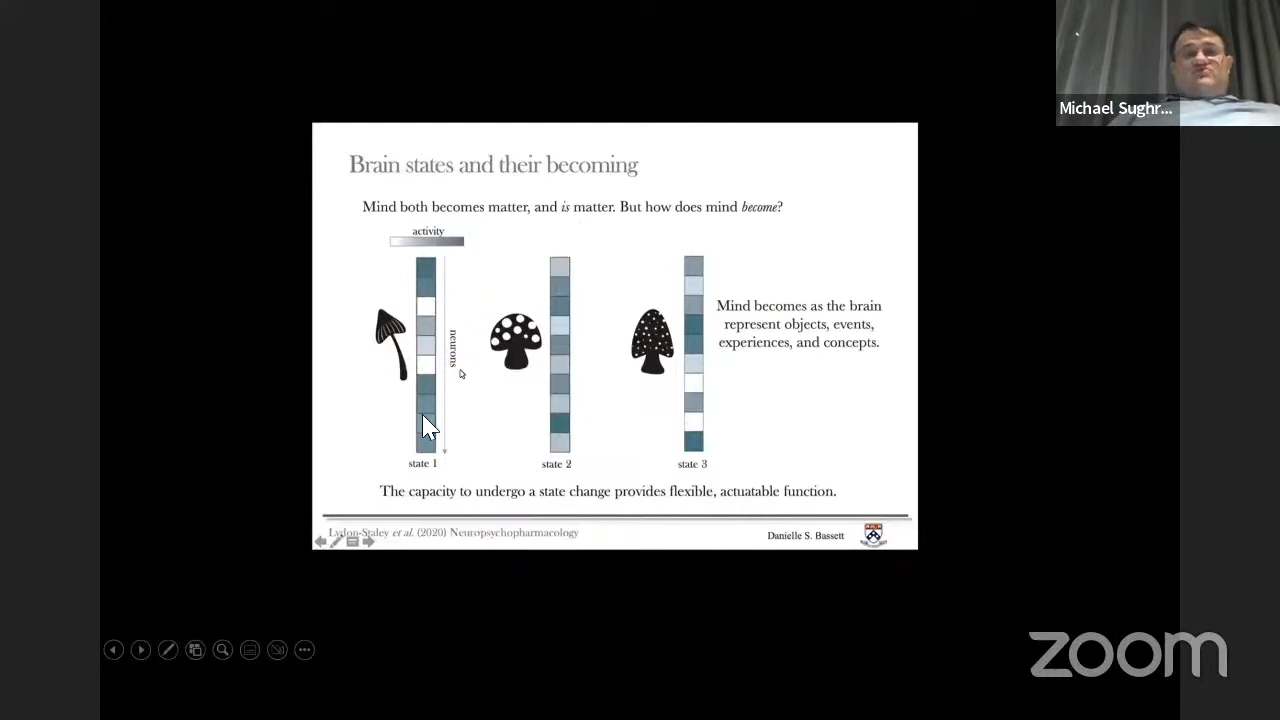 Michael Sughr...
Brain states and their becoming
Mind both becomes matter, and is matter. But how does mind become?
activity
neurons
Mind becomes as the brain
represent objects, events,
experiences, and concepts.
state 1
state 2
state 3
The capacity to undergo a state change provides flexible, actuatable function.
Lydon-Staley et al. (2020) Neuropsychopharmacology
Danielle S. Bassett
zoom